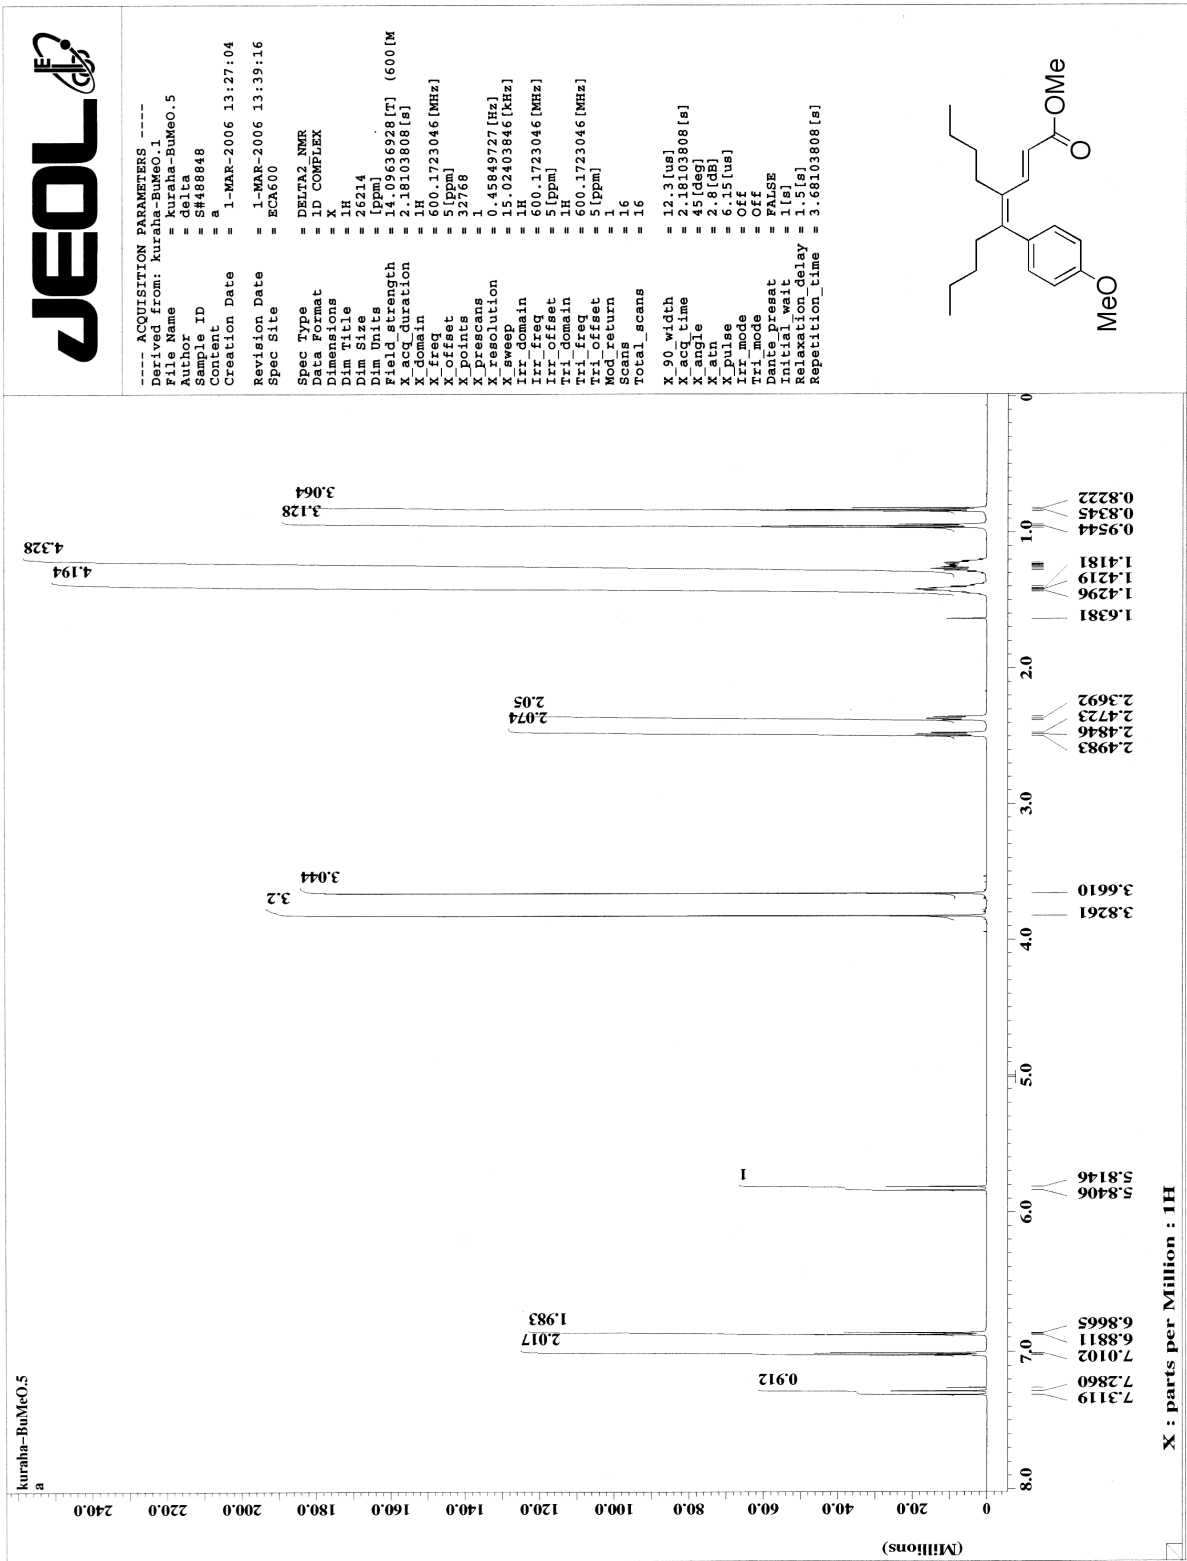 JEOL
---- ACQUISITION PARAMETERS ----
Derived from: kuraha-BuMeO.1
File Name = kuraha-BuMeO.5
Author = delta
Sample ID = S#488848
Content = a
Creation Date = 1-MAR-2006 13:27:04
Revision Date = 1-MAR-2006 13:39:16
Spec Site = ECA600
Spec Type = DELTA2_NMR
Data Format = 1D COMPLEX
Dimensions = X
Dim Title = 1H
Dim Size = 26214
Dim Units = [ppm]
Field_strength = 14.09636928[T] (600[M
X_acq_duration = 2.18103808[s]
X_domain = 1H
X_freq = 600.1723046[MHz]
X_offset = 5[ppm]
X_points = 32768
X_prescans = 1
X_resolution = 0.45849727[Hz]
X_sweep = 15.02403846[kHz]
Irr_domain = 1H
Irr_freq = 600.1723046[MHz]
Irr_offset = 5[ppm]
Tri_domain = 1H
Tri_freq = 600.1723046[MHz]
Tri_offset = 5[ppm]
Mod_return = 1
Scans = 16
Total_scans = 16
X_90_width = 12.3[us]
X_acq_time = 2.18103808[s]
X_angle = 45[deg]
X_atn = 2.8[dB]
X_pulse = 6.15[us]
Irr_mode = Off
Tri_mode = Off
Dante_presat = FALSE
Initial_wait = 1[s]
Relaxation_delay = 1.5[s]
Repetition_time = 3.68103808[s]
MeO
O
OMe
kuraha-BuMeO.5
a
(Millions)
240.0
220.0
200.0
180.0
160.0
140.0
120.0
100.0
80.0
60.0
40.0
20.0
0
0.912
2.017
1.983
1
3.2
3.044
2.074
2.05
4.194
4.328
3.128
3.064
8.0
7.0
6.0
5.0
4.0
3.0
2.0
1.0
0
7.3119
7.2860
7.0102
6.8811
6.8665
5.8406
5.8146
3.8261
3.6610
2.4983
2.4846
2.4723
2.3692
1.6381
1.4296
1.4219
1.4181
0.9544
0.8345
0.8222
X : parts per Million : 1H